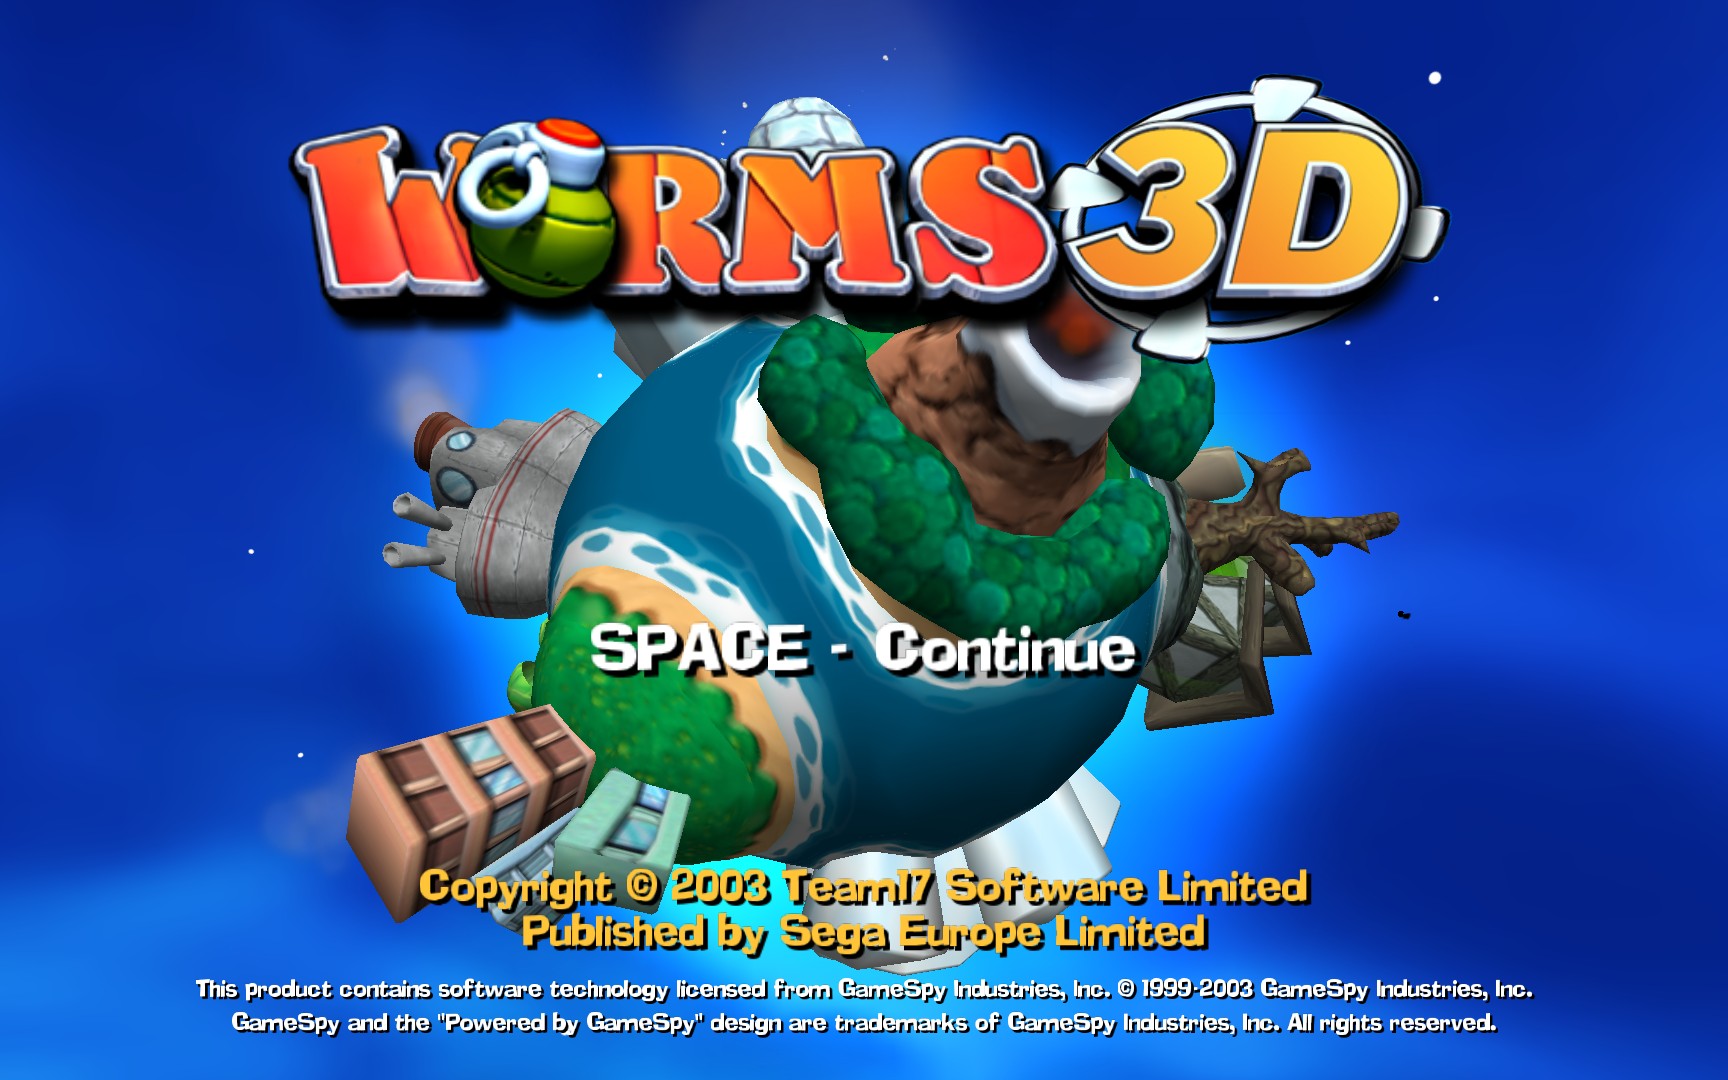 WORMS 3D
SPACE - Continue
Copyright © 2003 Team17 Software Limited
Published by Sega Europe Limited
This product contains software technology licensed from GameSpy Industries, Inc. © 1999-2003 GameSpy Industries, Inc.
GameSpy and the "Powered by GameSpy" design are trademarks of GameSpy Industries, Inc. All rights reserved.